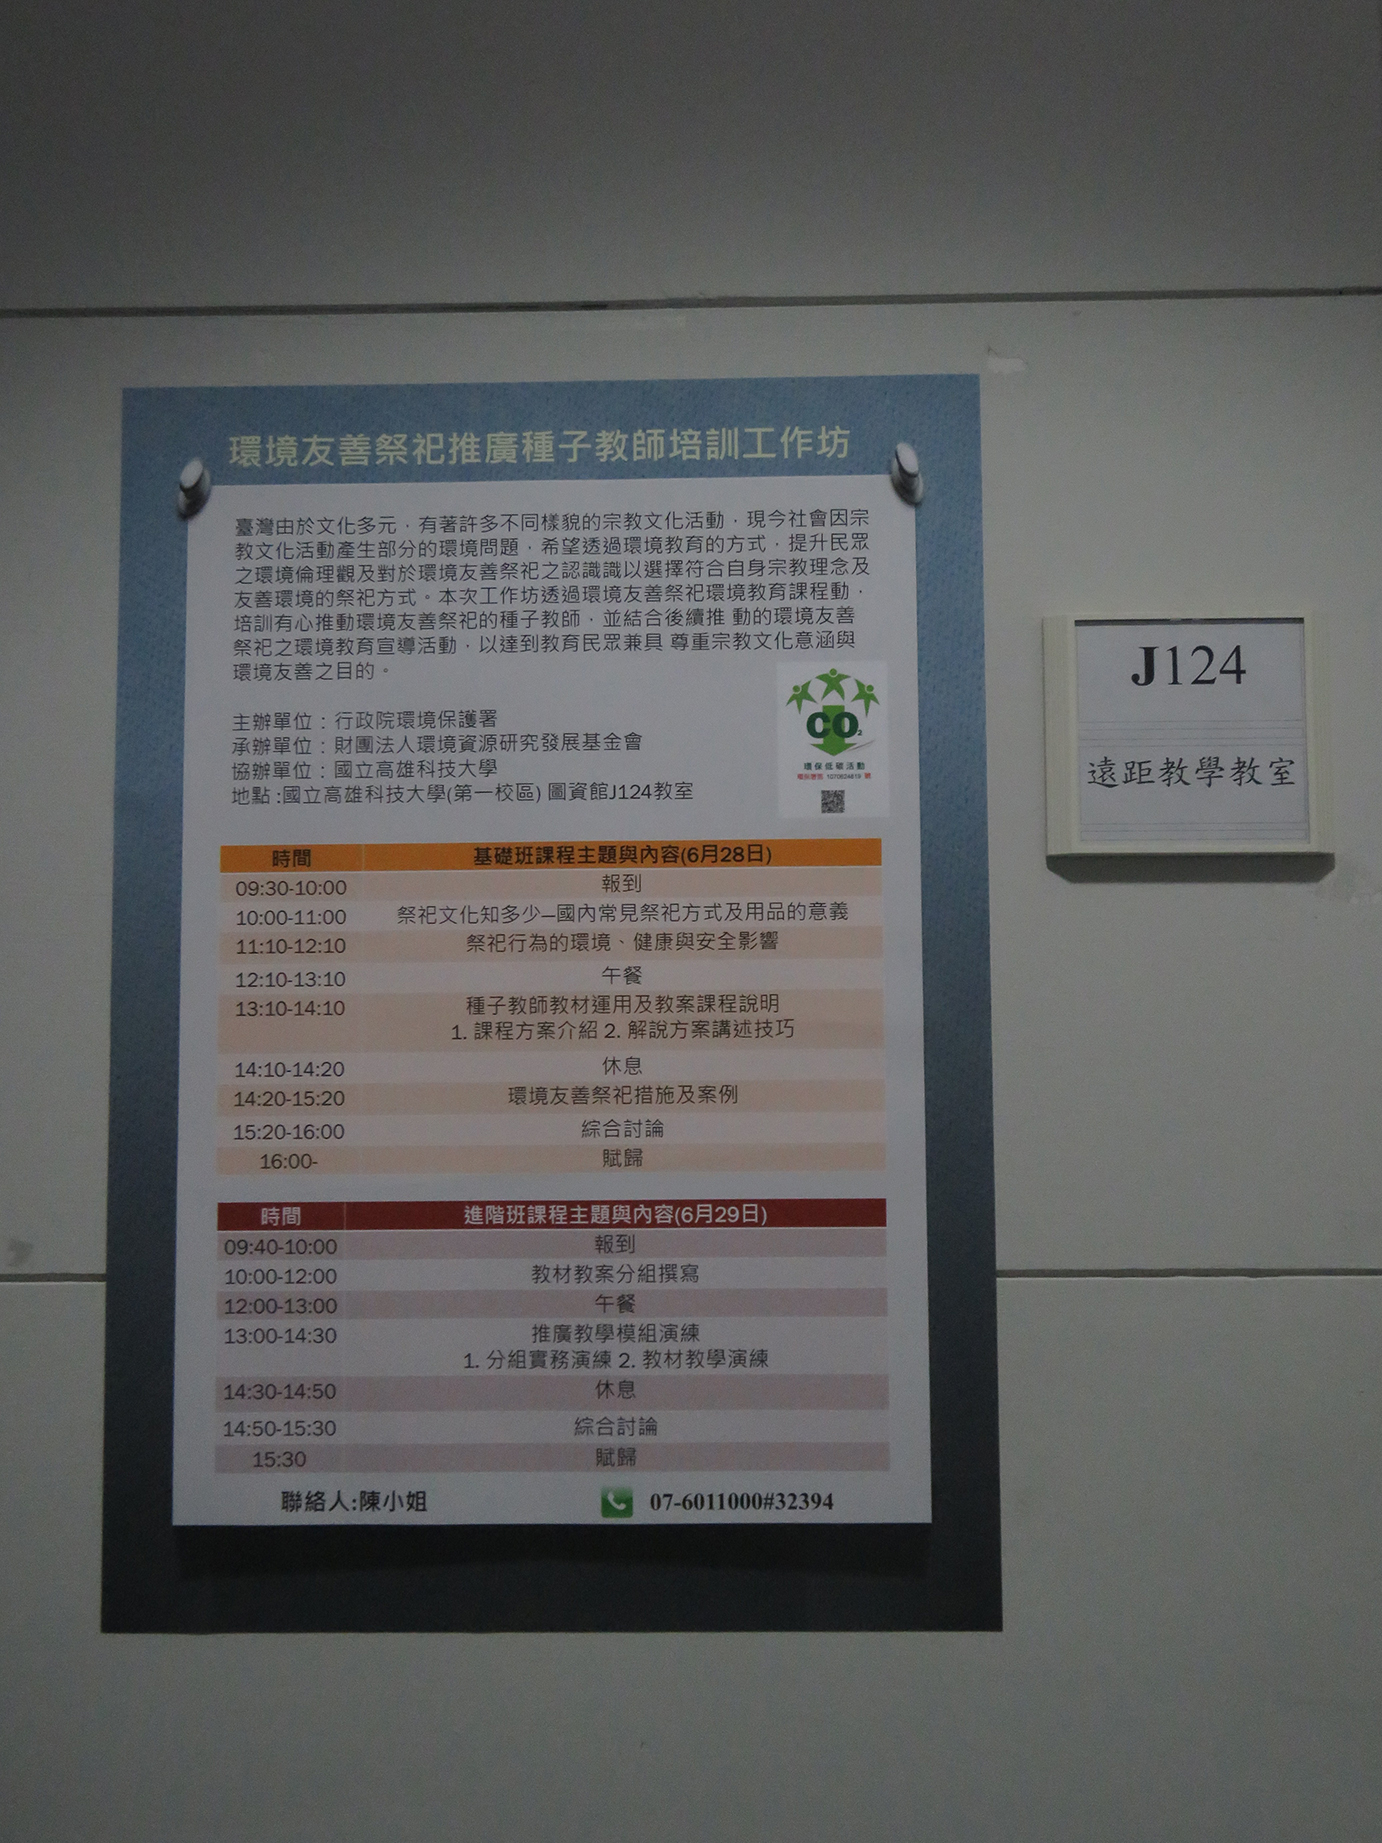 環境友善祭祀推廣種子教師培訓工作坊
臺灣由於文化多元，有著許多不同樣貌的宗教文化活動，現今社會因宗
教文化活動產生部分的環境問題，希望透過環境教育的方式，提升民眾
之環境倫理觀及對於環境友善祭祀之認識識以選擇符合自身宗教理念及
友善環境的祭祀方式。本次工作坊透過環境友善祭祀環境教育課程動，
培訓有心推動環境友善祭祀的種子教師，並結合後續推 動的環境友善
祭祀之環境教育宣導活動，以達到教育民眾兼具 尊重宗教文化意涵與
環境友善之目的。
主辦單位：行政院環境保護署
承辦單位：財團法人環境資源研究發展基金會
協辦單位：國立高雄科技大學
地點:國立高雄科技大學(第一校區) 圖資館J124教室
CO2
環保低碳活動
時間 基礎班課程主題與內容(6月28日)
09:30-10:00 報到
10:00-11:00 祭祀文化知多少—國內常見祭祀方式及用品的意義
11:10-12:10 祭祀行為的環境、健康與安全影響
12:10-13:10 午餐
13:10-14:10 種子教師教材運用及教案課程說明
1. 課程方案介紹 2. 解說方案講述技巧
14:10-14:20 休息
14:20-15:20 環境友善祭祀措施及案例
15:20-16:00 綜合討論
16:00- 賦歸
時間 進階班課程主題與內容(6月29日)
09:40-10:00 報到
10:00-12:00 教材教案分組撰寫
12:00-13:00 午餐
13:00-14:30 推廣教學模組演練
1. 分組實務演練 2. 教材教學演練
14:30-14:50 休息
14:50-15:30 綜合討論
15:30 賦歸
聯絡人:陳小姐 07-6011000#32394
J124
遠距教學教室